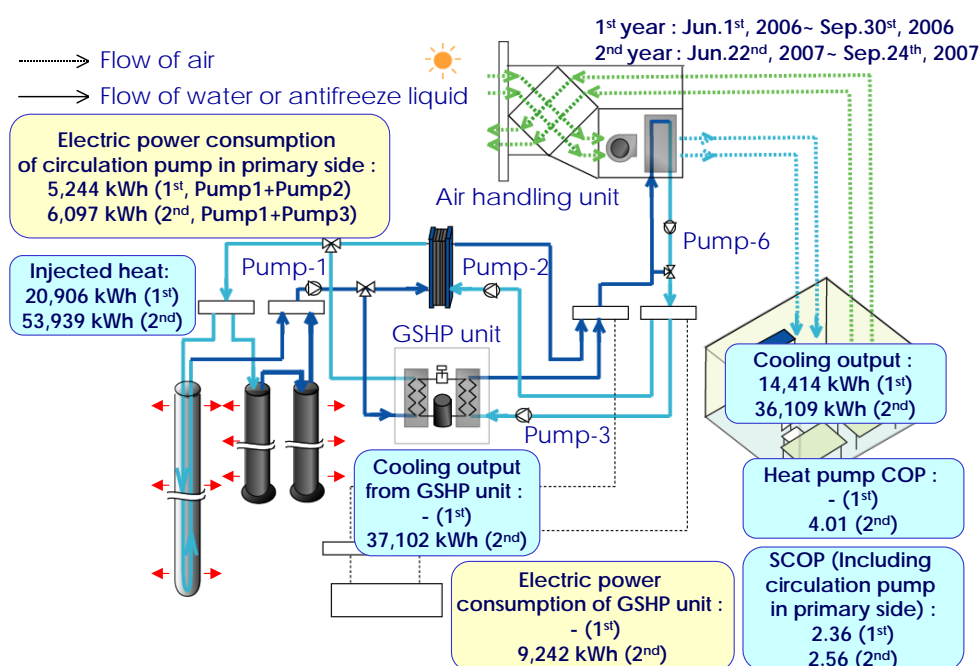 1st year : Jun.1st, 2006~ Sep.30st, 2006
2nd year : Jun.22nd, 2007~ Sep.24th, 2007
Flow of air
Flow of water or antifreeze liquid
Electric power consumption
of circulation pump in primary side :
5,244 kWh (1st, Pump1+Pump2)
6,097 kWh (2nd, Pump1+Pump3)
Air handling unit
Pump-6
Injected heat:
20,906 kWh (1st)
53,939 kWh (2nd)
Pump-1
Pump-2
GSHP unit
Pump-3
Cooling output :
14,414 kWh (1st)
36,109 kWh (2nd)
Cooling output
from GSHP unit :
- (1st)
37,102 kWh (2nd)
Heat pump COP :
- (1st)
4.01 (2nd)
Electric power
consumption of GSHP unit :
- (1st)
9,242 kWh (2nd)
SCOP (Including
circulation pump
in primary side) :
2.36 (1st)
2.56 (2nd)